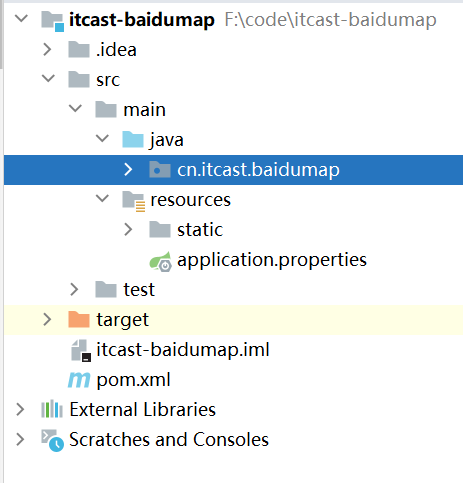 itcast-baidumap F:\code\itcast-baidumap
.idea
src
main
java
cn.itcast.baidumap
resources
static
application.properties
test
target
itcast-baidumap.iml
pom.xml
External Libraries
Scratches and Consoles